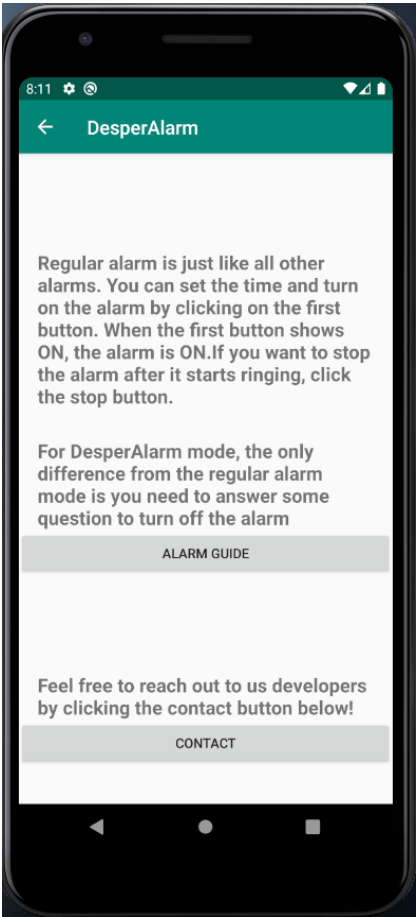 8:11
DesperAlarm
Regular alarm is just like all other
alarms. You can set the time and turn
on the alarm by clicking on the first
button. When the first button shows
ON, the alarm is ON.If you want to stop
the alarm after it starts ringing, click
the stop button.
For DesperAlarm mode, the only
difference from the regular alarm
mode is you need to answer some
question to turn off the alarm
ALARM GUIDE
Feel free to reach out to us developers
by clicking the contact button below!
CONTACT